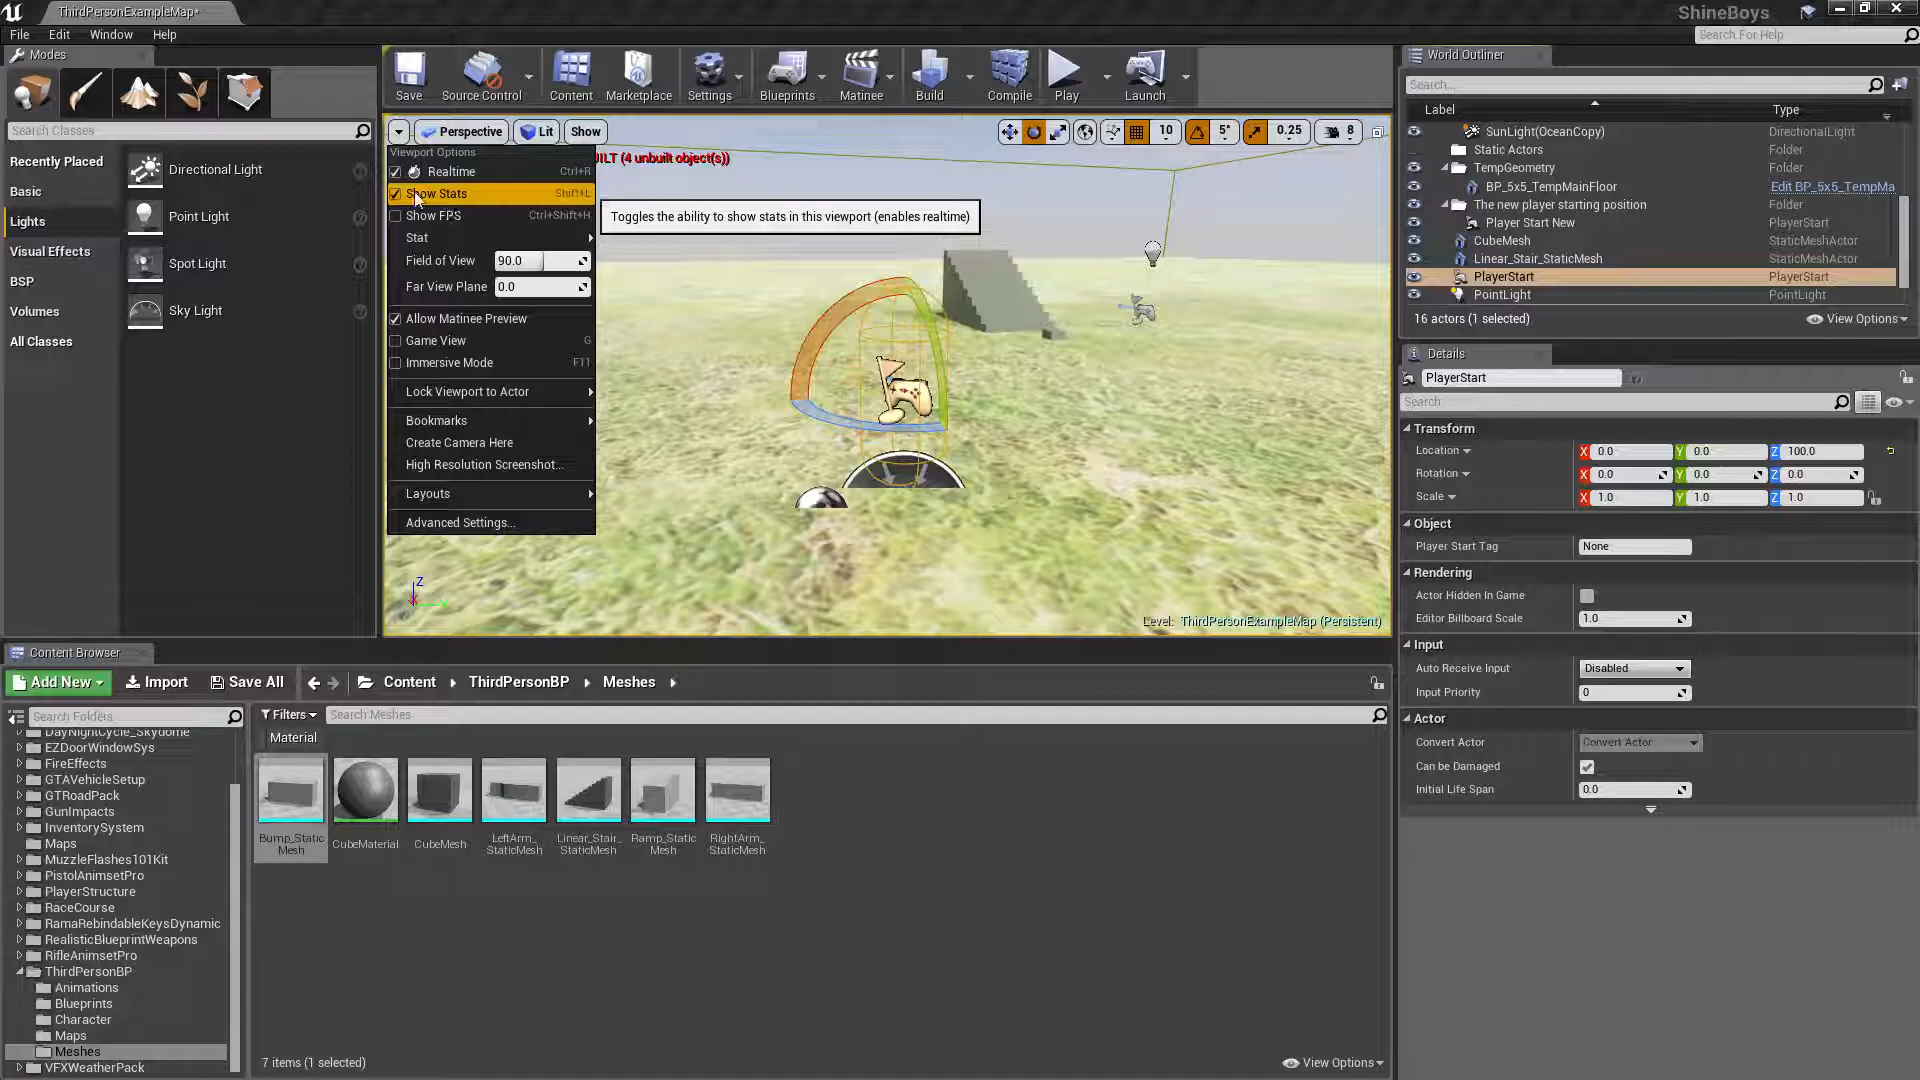 ThirdPersonExampleMap*
ShineBoys
File Edit Window Help
Search For Help
Modes
Search Classes
Recently Placed
Basic
Lights
Visual Effects
BSP
Volumes
All Classes
Directional Light
Point Light
Spot Light
Sky Light
Save Source Control Content Marketplace Settings Blueprints Matinee Build Compile Play Launch
Perspective Lit Show
10 5° 0.25 8
Viewport Options
ILT (4 unbuilt object(s))
Realtime Ctrl+R
Show Stats Shift+L
Show FPS Ctrl+Shift+H
Toggles the ability to show stats in this viewport (enables realtime)
Stat
Field of View 90.0
Far View Plane 0.0
Allow Matinee Preview
Game View G
Immersive Mode F11
Lock Viewport to Actor
Bookmarks
Create Camera Here
High Resolution Screenshot...
Layouts
Advanced Settings...
Z
X
Level: ThirdPersonExampleMap (Persistent)
World Outliner
Search...
Label Type
SunLight(OceanCopy) DirectionalLight
Static Actors Folder
TempGeometry Folder
BP_5x5_TempMainFloor Edit BP_5x5_TempMa
The new player starting position Folder
Player Start New PlayerStart
CubeMesh StaticMeshActor
Linear_Stair_StaticMesh StaticMeshActor
PlayerStart PlayerStart
PointLight PointLight
16 actors (1 selected) View Options
Details
PlayerStart
Search
Transform
Location X 0.0 Y 0.0 Z 100.0
Rotation X 0.0 Y 0.0 Z 0.0
Scale X 1.0 Y 1.0 Z 1.0
Object
Player Start Tag None
Rendering
Actor Hidden In Game
Editor Billboard Scale 1.0
Input
Auto Receive Input Disabled
Input Priority 0
Actor
Convert Actor Convert Actor
Can be Damaged
Initial Life Span 0.0
Content Browser
Add New Import Save All Content ThirdPersonBP Meshes
Search Folders
Filters Search Meshes
Material
DayNightCycle_Skydome
EZDoorWindowSys
FireEffects
GTAVehicleSetup
GTRoadPack
GunImpacts
InventorySystem
Maps
MuzzleFlashes101Kit
PistolAnimsetPro
PlayerStructure
RaceCourse
RamaRebindableKeysDynamic
RealisticBlueprintWeapons
RifleAnimsetPro
ThirdPersonBP
Animations
Blueprints
Character
Maps
Meshes
VFXWeatherPack
Bump_Static
Mesh
CubeMaterial
CubeMesh
LeftArm_
StaticMesh
Linear_Stair_
StaticMesh
Ramp_Static
Mesh
RightArm_
StaticMesh
7 items (1 selected)
View Options